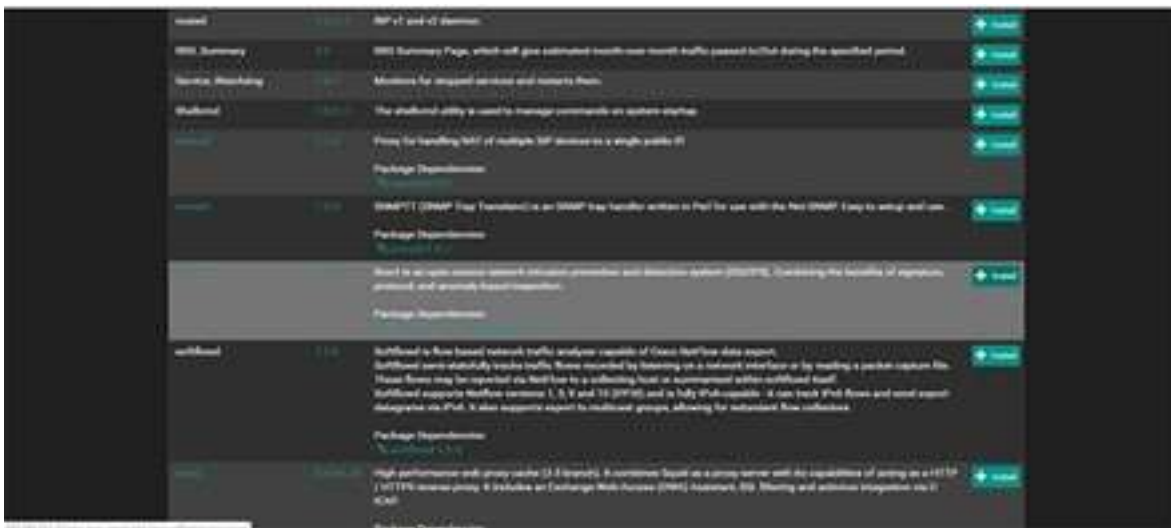 routed RIP v1 and v2 daemon. Install
RRD Summary RRD Summary Page, which will give estimated month-over-month traffic passed In/Out during the specified period. Install
Service Watchdog Monitors for stopped services and restarts them. Install
Shellcmd The shellcmd utility is used to manage commands on system startup. Install
Proxy for handling NAT of multiple SIP devices to a single public IP. Install
Package Dependencies:
SNMPTT (SNMP Trap Translator) is an SNMP trap handler written in Perl for use with the Net-SNMP. Easy to setup and use. Install
Package Dependencies:
Snort is an open source network intrusion prevention and detection system (IDS/IPS). Combining the benefits of signature, Install
protocol, and anomaly-based inspection.
Package Dependencies:
softflowd Softflowd is flow-based network traffic analyser capable of Cisco NetFlow data export. Install
Softflowd semi-statefully tracks traffic flows recorded by listening on a network interface or by reading a packet capture file.
These flows may be reported via NetFlow to a collecting host or summarised within softflowd itself.
Softflowd supports Netflow versions 1, 5, 9 and 10 (IPFIX) and is fully IPv6-capable - it can track IPv6 flows and send export
datagrams via IPv6. It also supports export to multicast groups, allowing for redundant flow collectors.
Package Dependencies:
High performance web proxy cache (3.5 branch). It combines Squid as a proxy server with its capabilities of acting as a HTTP Install
/ HTTPS reverse proxy. It includes an Exchange-Web-Access (OWA) Assistant, SSL filtering and antivirus integration via C-
ICAP.
Package Dependencies: